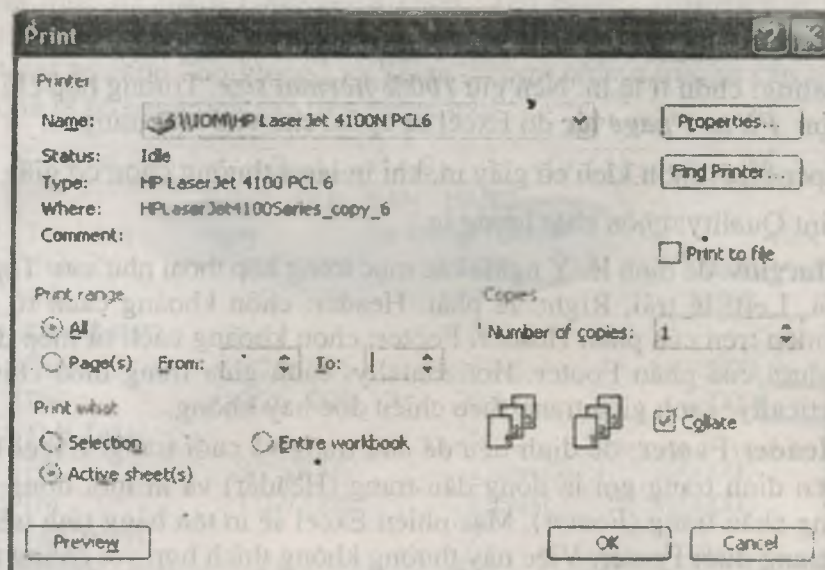 Print
Printer
Name: \\JOM\HP LaserJet 4100N PCL6
Properties...
Status: Idle
Find Printer...
Type: HP LaserJet 4100 PCL 6
Where: HPLaserJet4100Series_copy_6
Comment:
Print to file
Print range
Copies
All
Number of copies: 1
Page(s) From: To:
Print what
Selection
Entire workbook
Collate
Active sheet(s)
Preview
OK
Cancel